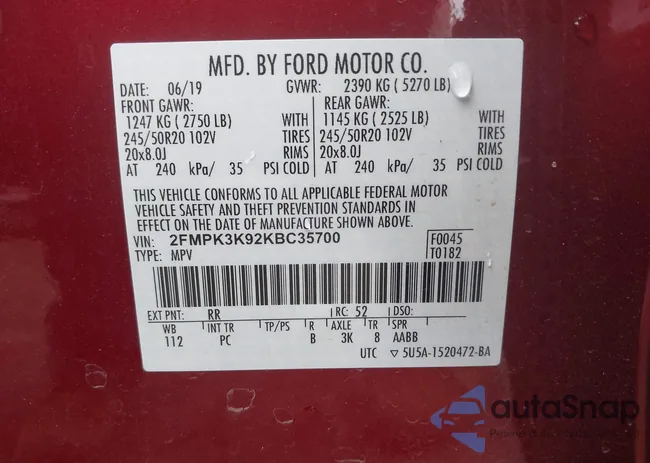 MFD. BY FORD MOTOR CO.
DATE: 06/19 GVWR: 2390 KG ( 5270 LB)
FRONT GAWR: REAR GAWR:
1247 KG ( 2750 LB) WITH 1145 KG ( 2525 LB) WITH
245/50R20 102V TIRES 245/50R20 102V TIRES
20x8.0J RIMS 20x8.0J RIMS
AT 240 kPa/ 35 PSI COLD AT 240 kPa/ 35 PSI COLD
THIS VEHICLE CONFORMS TO ALL APPLICABLE FEDERAL MOTOR
VEHICLE SAFETY AND THEFT PREVENTION STANDARDS IN
EFFECT ON THE DATE OF MANUFACTURE SHOWN ABOVE.
VIN: 2FMPK3K92KBC35700 F0045
TYPE: MPV T0182
EXT PNT: RR RC: 52 DSO:
WB INT TR TP/PS R AXLE TR SPR
112 PC B 3K 8 AABB
UTC ▽ 5U5A-1520472-BA
autoSnap